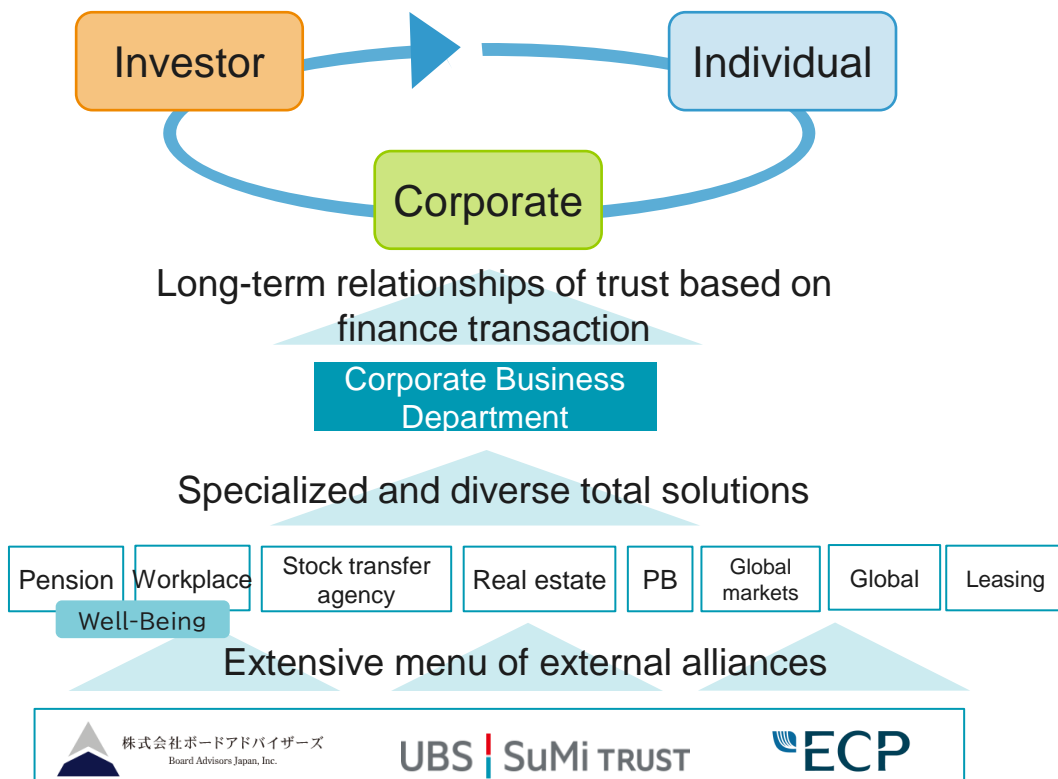 Investor
Individual
Corporate
Long-term relationships of trust based on
finance transaction
Corporate Business
Department
Specialized and diverse total solutions
Pension
Workplace
Stock transfer
agency
Real estate
PB
Global
markets
Global
Leasing
Well-Being
Extensive menu of external alliances
株式会社ボードアドバイザーズ
Board Advisors Japan, Inc.
UBS SuMi TRUST
ECP